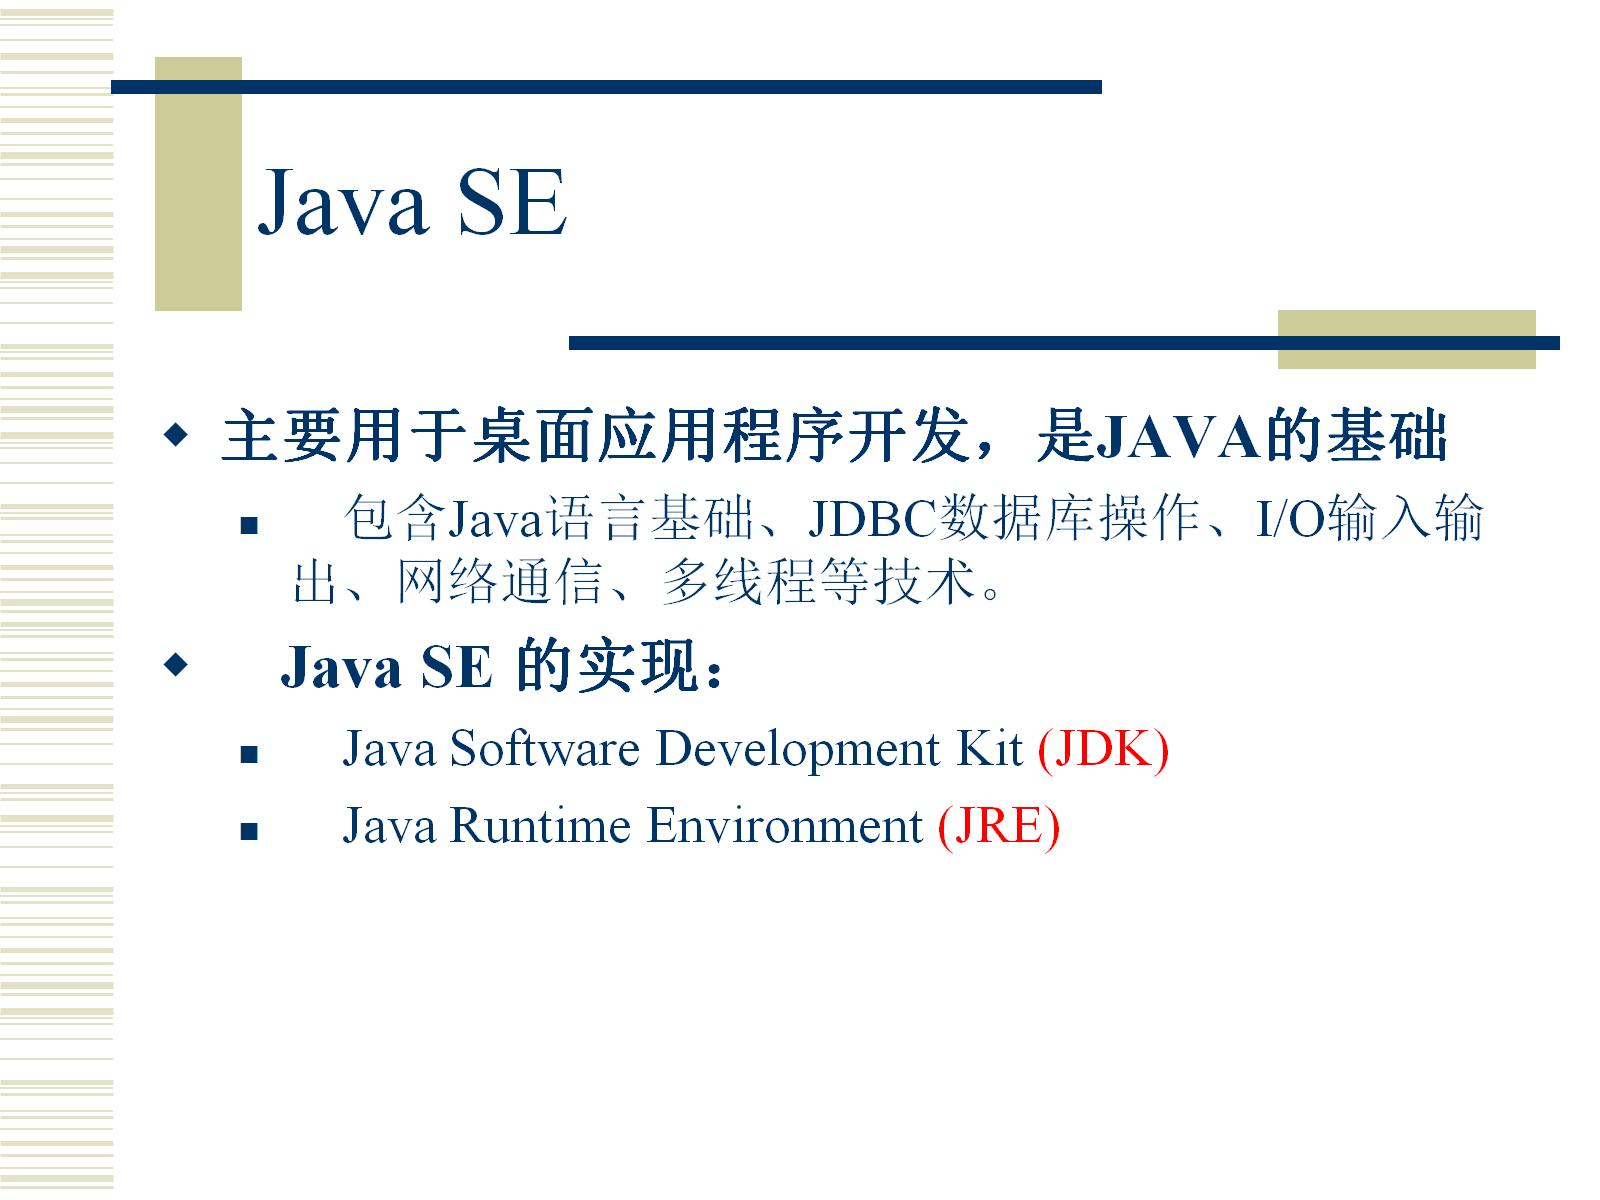 Java SE
主要用于桌面应用程序开发，是JAVA的基础
包含Java语言基础、JDBC数据库操作、I/O输入输
出、网络通信、多线程等技术。
Java SE 的实现：
Java Software Development Kit (JDK)
Java Runtime Environment (JRE)